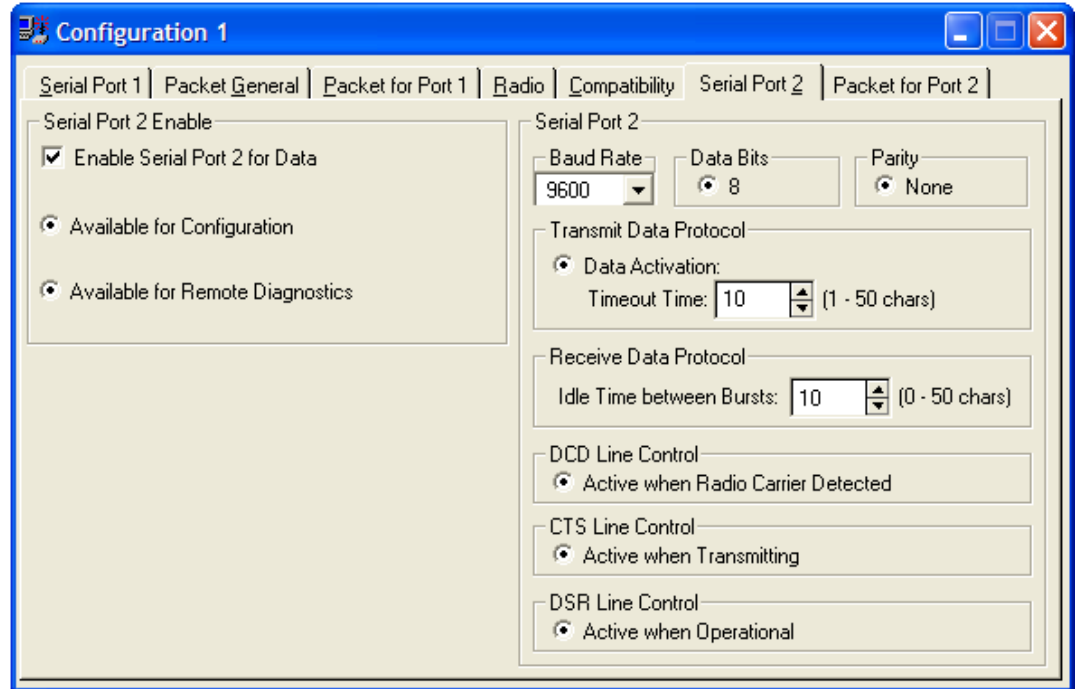 Configuration 1
Serial Port 1 Packet General Packet for Port 1 Radio Compatibility Serial Port 2 Packet for Port 2
Serial Port 2 Enable
Enable Serial Port 2 for Data
Available for Configuration
Available for Remote Diagnostics
Serial Port 2
Baud Rate Data Bits Parity
9600 8 None
Transmit Data Protocol
Data Activation:
Timeout Time: 10 (1 - 50 chars)
Receive Data Protocol
Idle Time between Bursts: 10 (0 - 50 chars)
DCD Line Control
Active when Radio Carrier Detected
CTS Line Control
Active when Transmitting
DSR Line Control
Active when Operational